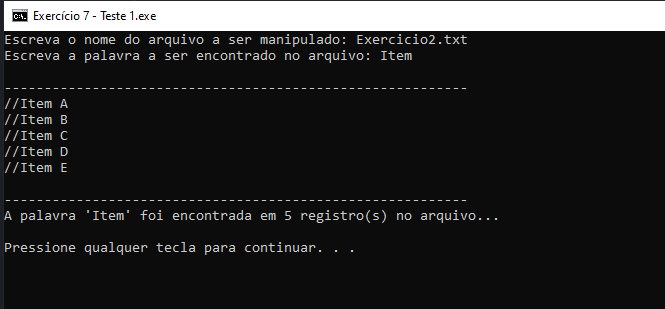 Exercício 7 - Teste 1.exe
Escreva o nome do arquivo a ser manipulado: Exercicio2.txt
Escreva a palavra a ser encontrado no arquivo: Item
----------------------------------------------------------
//Item A
//Item B
//Item C
//Item D
//Item E
----------------------------------------------------------
A palavra 'Item' foi encontrada em 5 registro(s) no arquivo...
Pressione qualquer tecla para continuar. . .